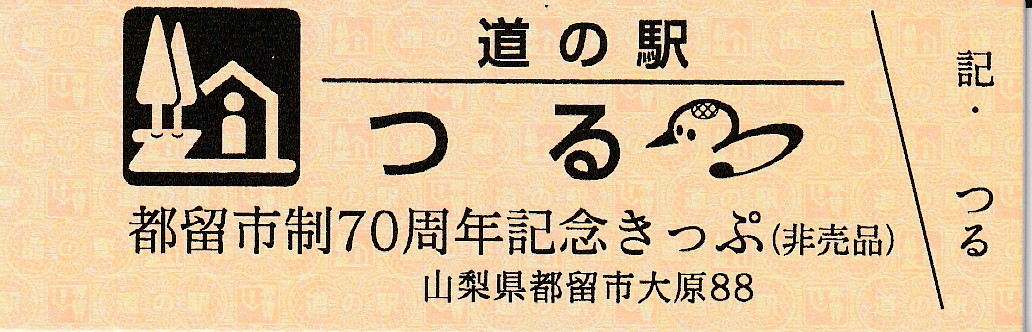 道の駅
つる
都留市制70周年記念きっぷ(非売品)
山梨県都留市大原88
記・つる